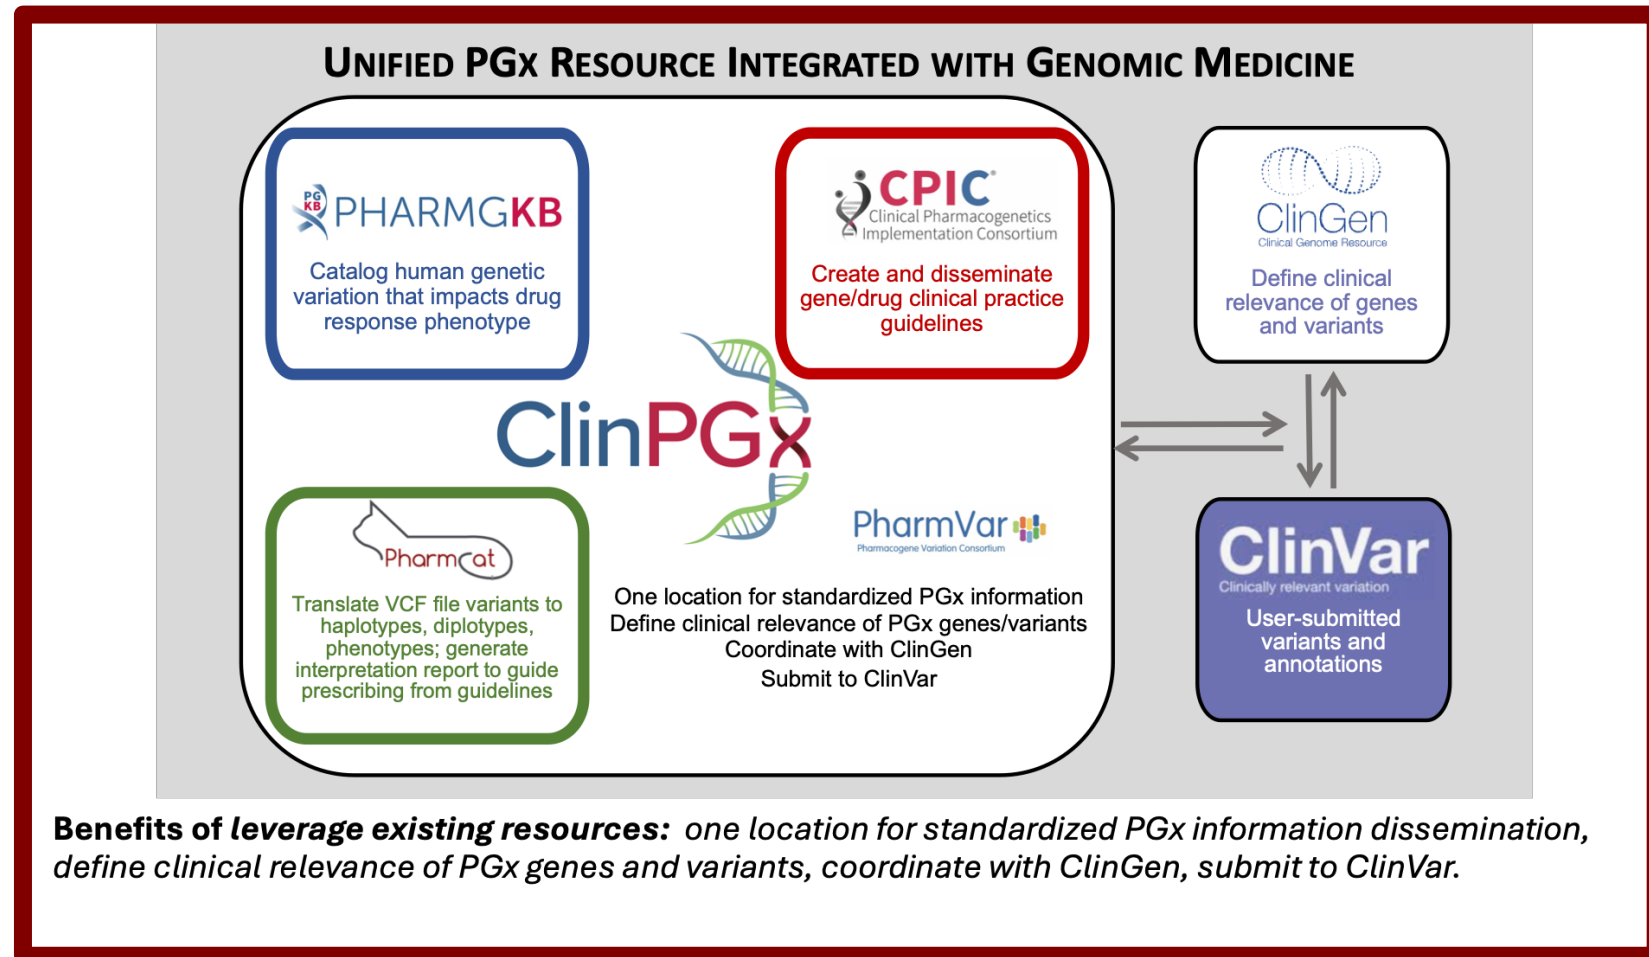 UNIFIED PGX RESOURCE INTEGRATED WITH GENOMIC MEDICINE
PG
KB
PHARMGKB
Catalog human genetic
variation that impacts drug
response phenotype
CPIC®
Clinical Pharmacogenetics
Implementation Consortium
Create and disseminate
gene/drug clinical practice
guidelines
ClinGen
Clinical Genome Resource
Define clinical
relevance of genes
and variants
ClinPGx
PharmCat
Translate VCF file variants to
haplotypes, diplotypes,
phenotypes; generate
interpretation report to guide
prescribing from guidelines
PharmVar
Pharmacogene Variation Consortium
One location for standardized PGx information
Define clinical relevance of PGx genes/variants
Coordinate with ClinGen
Submit to ClinVar
ClinVar
Clinically relevant variation
User-submitted
variants and
annotations
Benefits of leverage existing resources: one location for standardized PGx information dissemination,
define clinical relevance of PGx genes and variants, coordinate with ClinGen, submit to ClinVar.